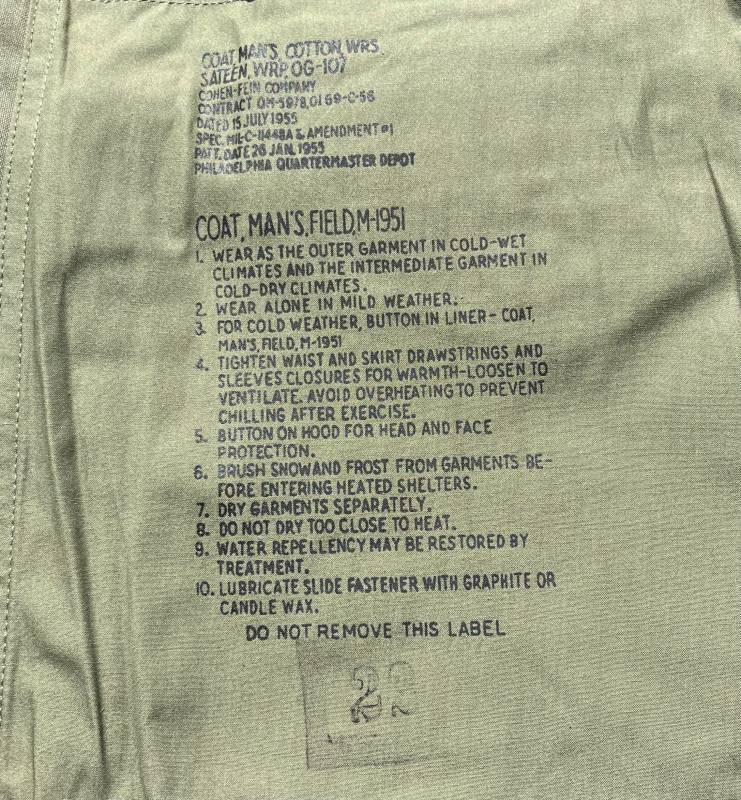 COAT, MAN'S, COTTON, WRS
SATEEN, WRP, OG-107
COHEN-FEIN COMPANY
CONTRACT QM-5978,OI 69-C-56
DATED 15 JULY 1955
SPEC. MIL-C-11448A & AMENDMENT #1
PATT. DATE 26 JAN. 1955
PHILADELPHIA QUARTERMASTER DEPOT
COAT, MAN'S, FIELD, M-1951
1. WEAR AS THE OUTER GARMENT IN COLD-WET
CLIMATES AND THE INTERMEDIATE GARMENT IN
COLD-DRY CLIMATES.
2. WEAR ALONE IN MILD WEATHER.
3. FOR COLD WEATHER, BUTTON IN LINER- COAT,
MAN'S, FIELD, M-1951
4. TIGHTEN WAIST AND SKIRT DRAWSTRINGS AND
SLEEVES CLOSURES FOR WARMTH-LOOSEN TO
VENTILATE. AVOID OVERHEATING TO PREVENT
CHILLING AFTER EXERCISE.
5. BUTTON ON HOOD FOR HEAD AND FACE
PROTECTION.
6. BRUSH SNOW AND FROST FROM GARMENTS BE-
FORE ENTERING HEATED SHELTERS.
7. DRY GARMENTS SEPARATELY.
8. DO NOT DRY TOO CLOSE TO HEAT.
9. WATER REPELLENCY MAY BE RESTORED BY
TREATMENT.
10. LUBRICATE SLIDE FASTENER WITH GRAPHITE OR
CANDLE WAX.
DO NOT REMOVE THIS LABEL